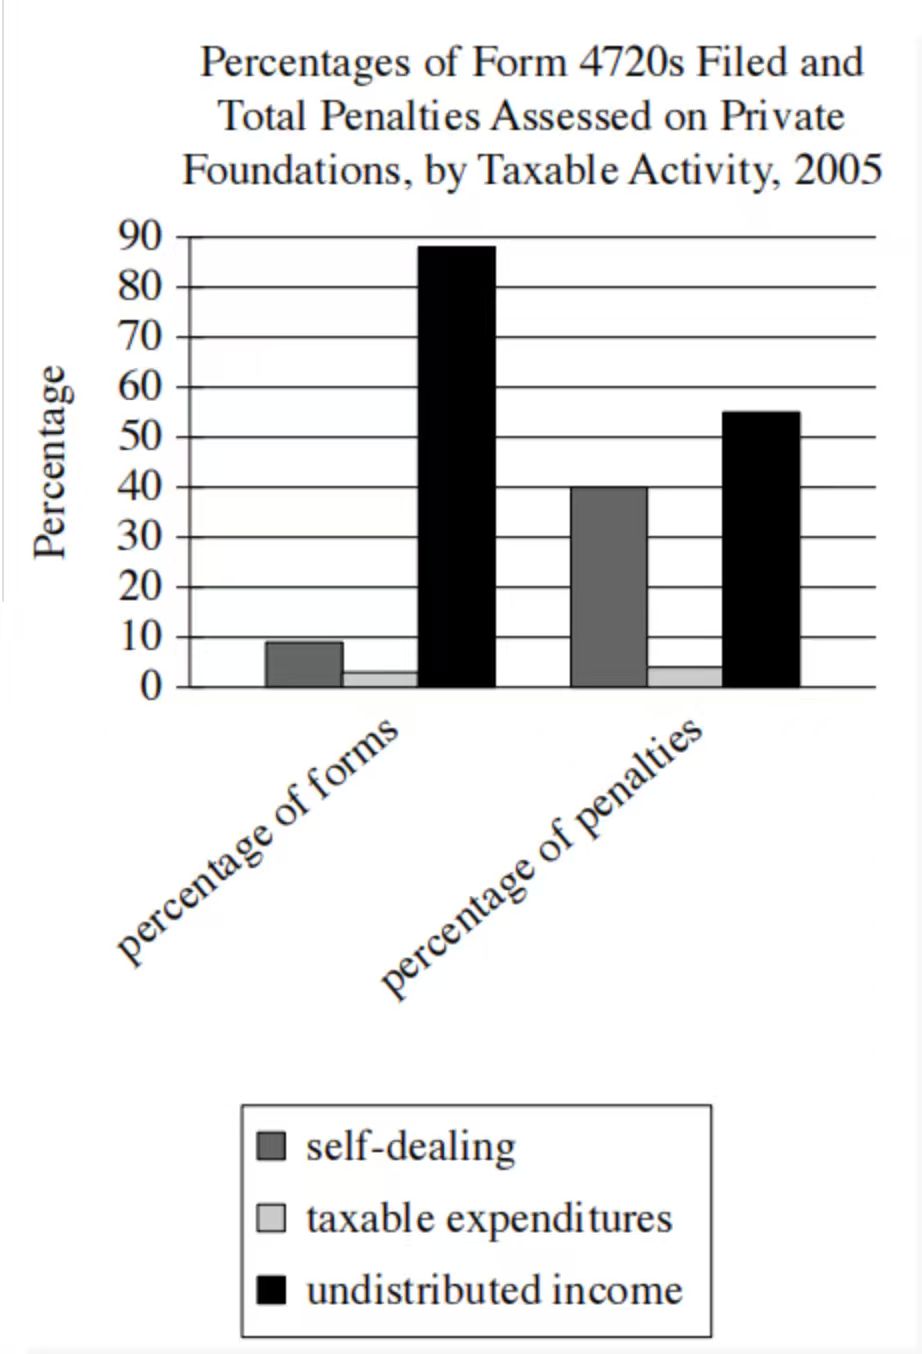 Percentages of Form 4720s Filed and
Total Penalties Assessed on Private
Foundations, by Taxable Activity, 2005
Percentage
90
80
70
60
50
40
30
20
10
0
percentage of forms
percentage of penalties
self-dealing
taxable expenditures
undistributed income